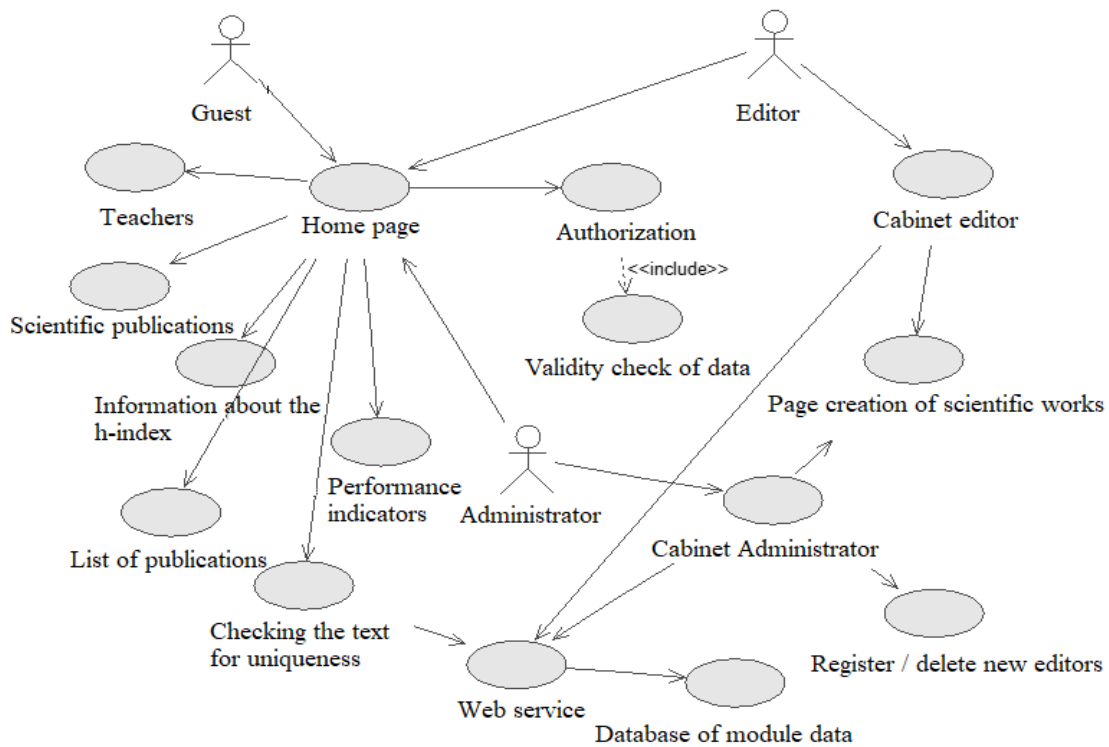 Guest
Editor
Teachers
Home page
Authorization
Cabinet editor
<<include>>
Scientific publications
Validity check of data
Information about the
h-index
Page creation of scientific works
Performance
indicators
Administrator
List of publications
Cabinet Administrator
Checking the text
for uniqueness
Register / delete new editors
Web service
Database of module data